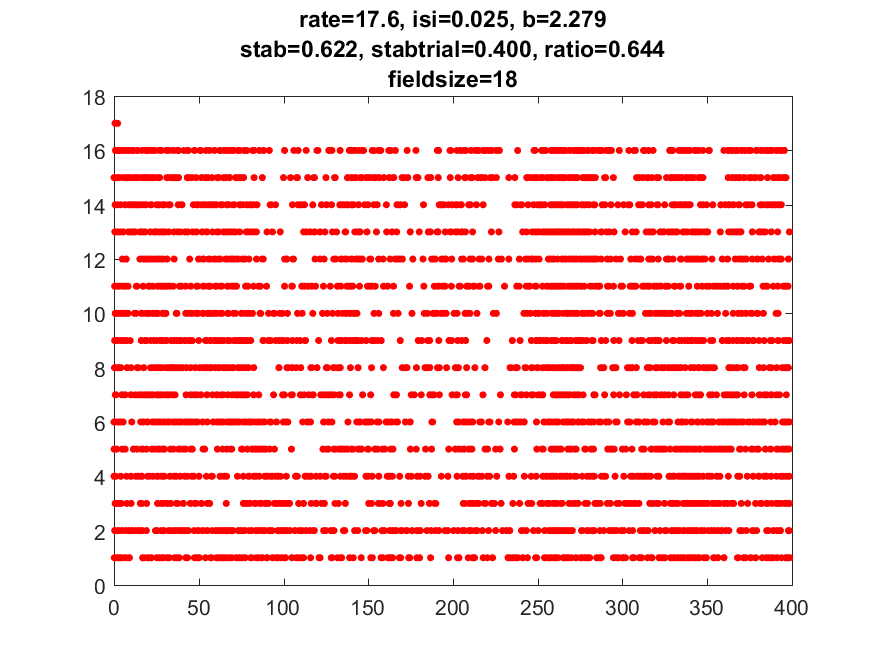 rate=17.6, isi=0.025, b=2.279
stab=0.622, stabtrial=0.400, ratio=0.644
fieldsize=18
18
16
14
12
10
8
6
4
2
0
0 50 100 150 200 250 300 350 400